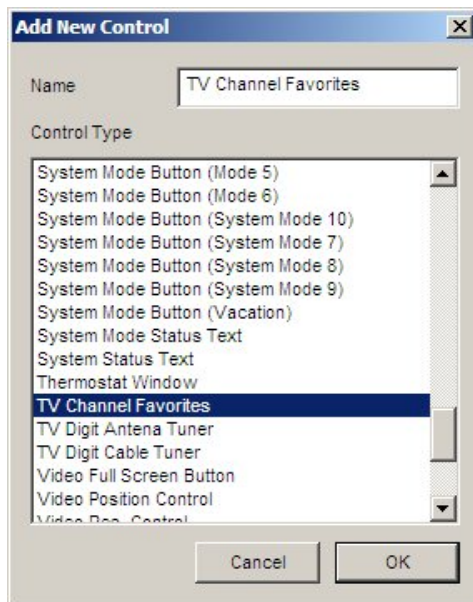 Add New Control
Name
TV Channel Favorites
Control Type
System Mode Button (Mode 5)
System Mode Button (Mode 6)
System Mode Button (System Mode 10)
System Mode Button (System Mode 7)
System Mode Button (System Mode 8)
System Mode Button (System Mode 9)
System Mode Button (Vacation)
System Mode Status Text
System Status Text
Thermostat Window
TV Channel Favorites
TV Digit Antena Tuner
TV Digit Cable Tuner
Video Full Screen Button
Video Position Control
Video Control
Cancel
OK